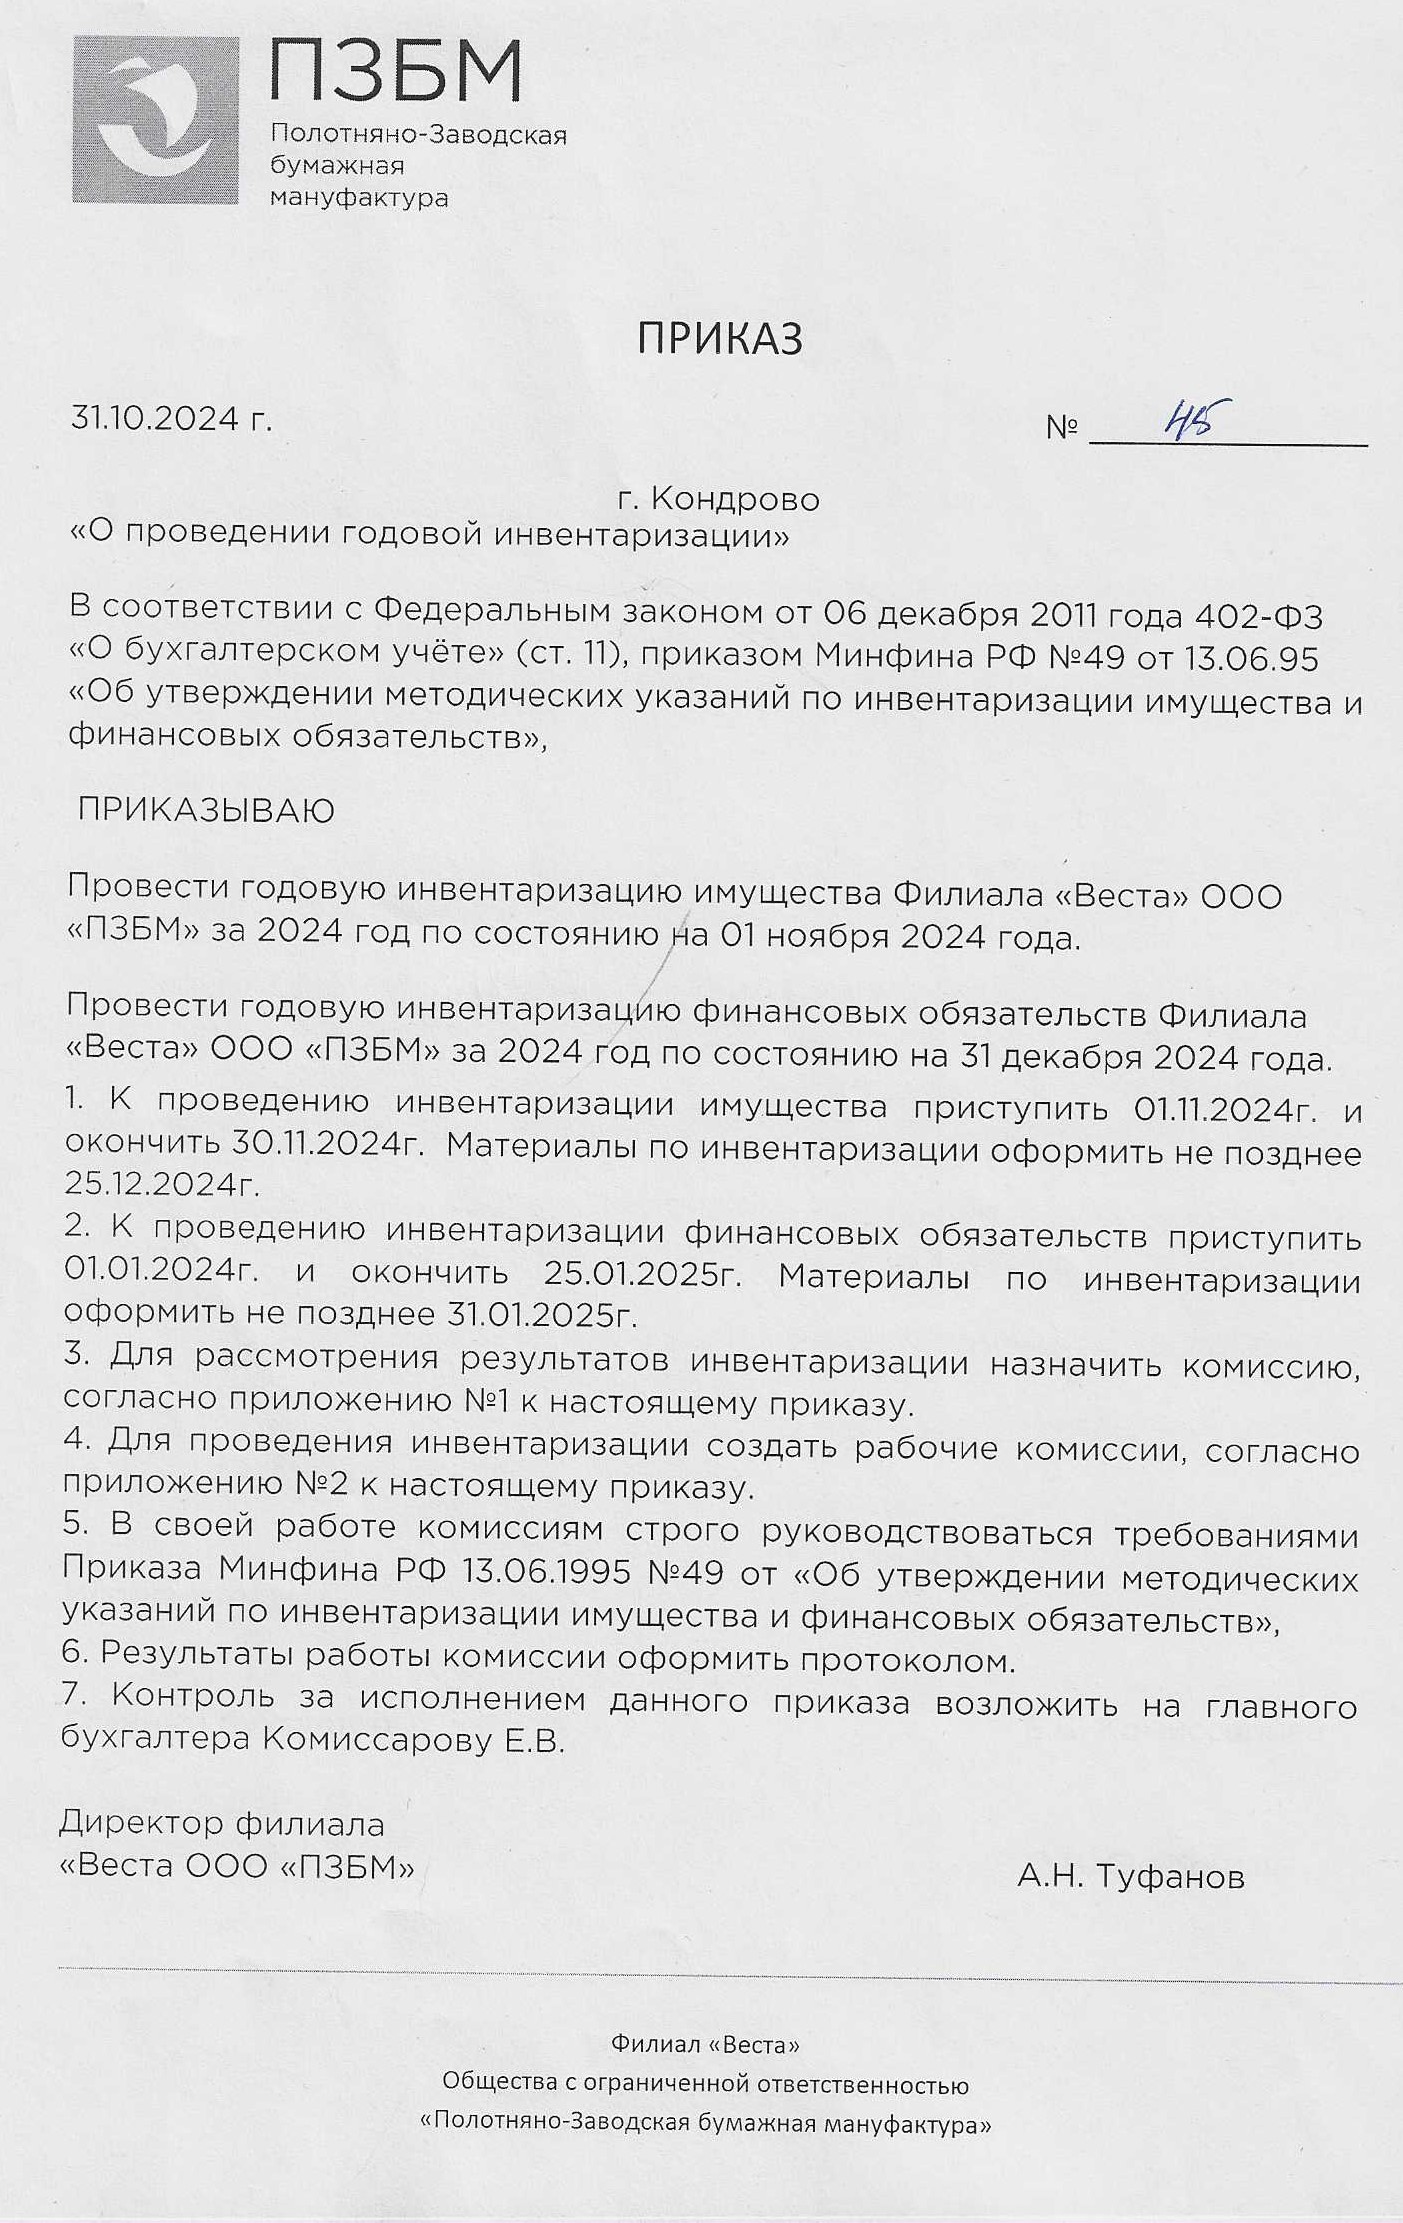 ПЗБМ
Полотняно-Заводская
бумажная
мануфактура
ПРИКАЗ
31.10.2024 г.
№ 45
г. Кондрово
«О проведении годовой инвентаризации»
В соответствии с Федеральным законом от 06 декабря 2011 года 402-ФЗ
«О бухгалтерском учёте» (ст. 11), приказом Минфина РФ №49 от 13.06.95
«Об утверждении методических указаний по инвентаризации имущества и
финансовых обязательств»,
ПРИКАЗЫВАЮ
Провести годовую инвентаризацию имущества Филиала «Веста» ООО
«ПЗБМ» за 2024 год по состоянию на 01 ноября 2024 года.
Провести годовую инвентаризацию финансовых обязательств Филиала
«Веста» ООО «ПЗБМ» за 2024 год по состоянию на 31 декабря 2024 года.
1. К проведению инвентаризации имущества приступить 01.11.2024г. и
окончить 30.11.2024г. Материалы по инвентаризации оформить не позднее
25.12.2024г.
2. К проведению инвентаризации финансовых обязательств приступить
01.01.2024г. и окончить 25.01.2025г. Материалы по инвентаризации
оформить не позднее 31.01.2025г.
3. Для рассмотрения результатов инвентаризации назначить комиссию,
согласно приложению №1 к настоящему приказу.
4. Для проведения инвентаризации создать рабочие комиссии, согласно
приложению №2 к настоящему приказу.
5. В своей работе комиссиям строго руководствоваться требованиями
Приказа Минфина РФ 13.06.1995 №49 от «Об утверждении методических
указаний по инвентаризации имущества и финансовых обязательств»,
6. Результаты работы комиссии оформить протоколом.
7. Контроль за исполнением данного приказа возложить на главного
бухгалтера Комиссарову Е.В.
Директор филиала
«Веста ООО «ПЗБМ»
А.Н. Туфанов
Филиал «Веста»
Общества с ограниченной ответственностью
«Полотняно-Заводская бумажная мануфактура»